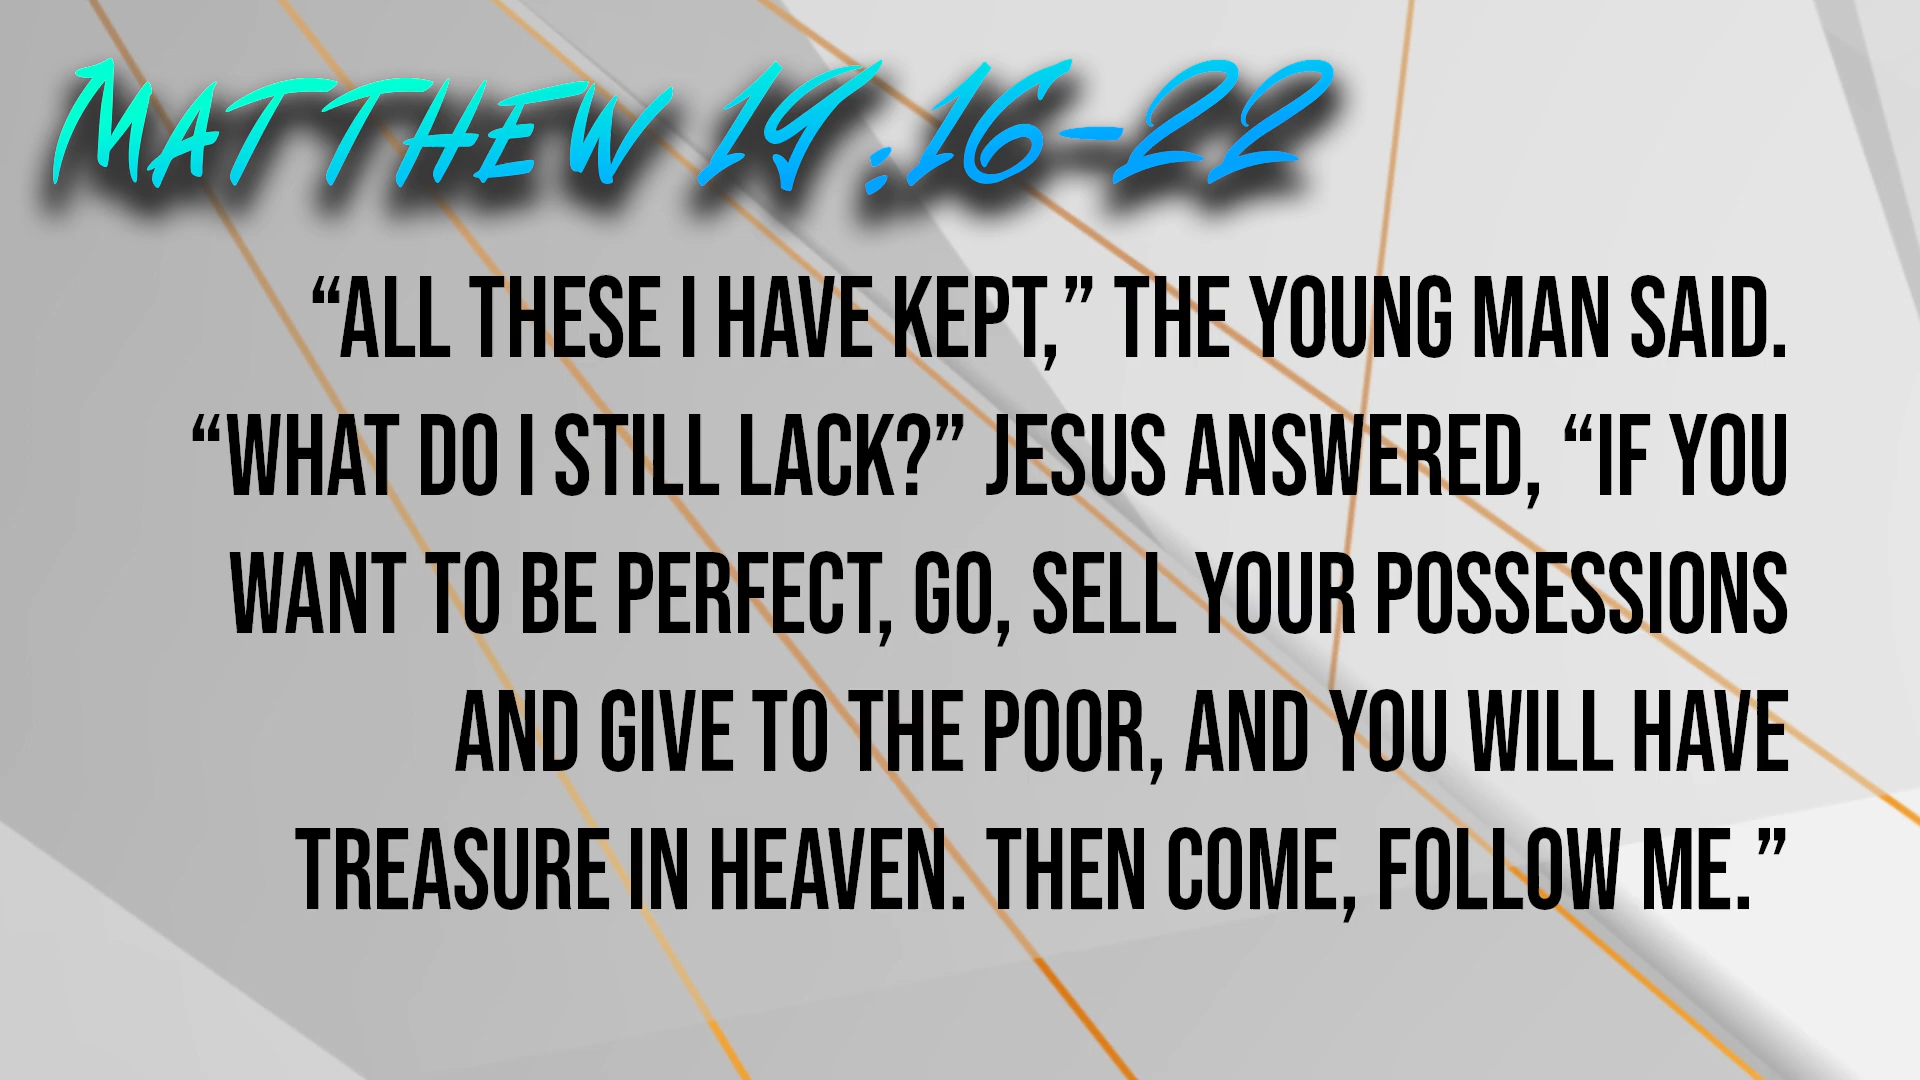 Matthew 19:16-22
“ALL THESE I HAVE KEPT,” THE YOUNG MAN SAID.
“WHAT DO I STILL LACK?” JESUS ANSWERED, “IF YOU
WANT TO BE PERFECT, GO, SELL YOUR POSSESSIONS
AND GIVE TO THE POOR, AND YOU WILL HAVE
TREASURE IN HEAVEN. THEN COME, FOLLOW ME.”